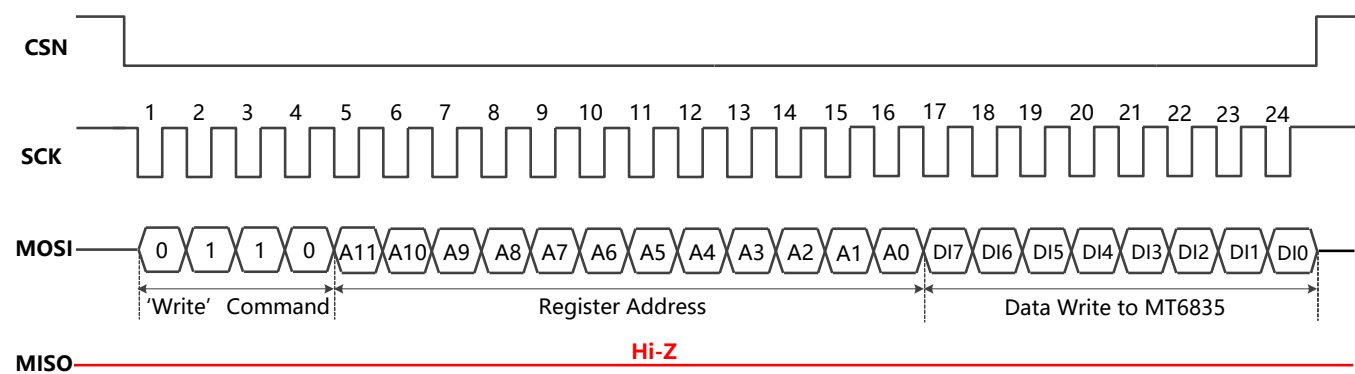 CSN
1 2 3 4 5 6 7 8 9 10 11 12 13 14 15 16 17 18 19 20 21 22 23 24
SCK
MOSI 0 1 1 0 A11 A10 A9 A8 A7 A6 A5 A4 A3 A2 A1 A0 DI7 DI6 DI5 DI4 DI3 DI2 DI1 DI0
‘Write’ Command Register Address Data Write to MT6835
Hi-Z
MISO